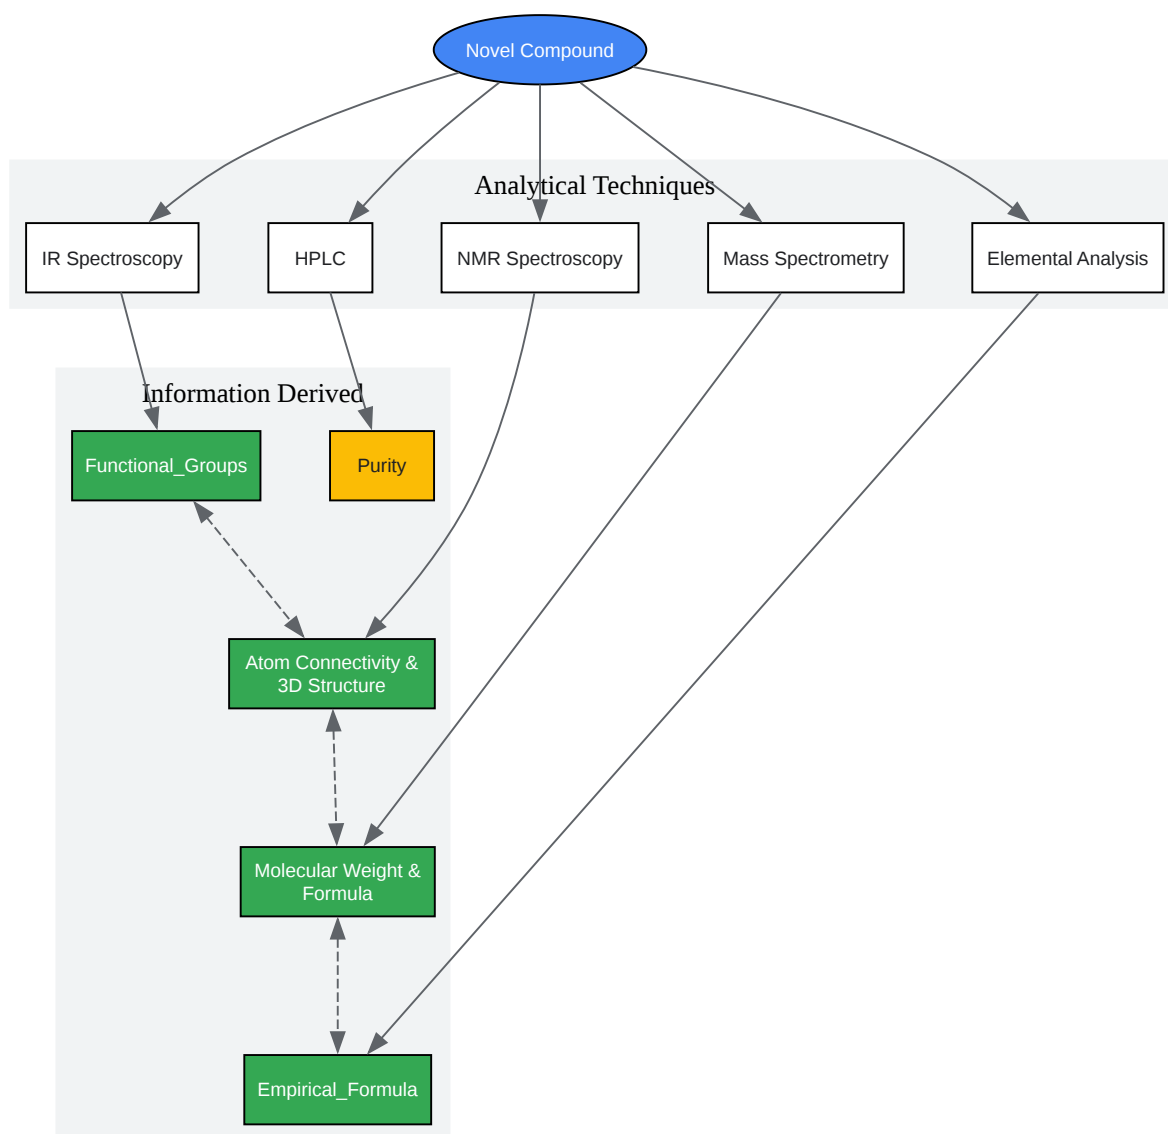 Novel Compound
Analytical Techniques
IR Spectroscopy
HPLC
NMR Spectroscopy
Mass Spectrometry
Elemental Analysis
Information Derived
Functional_Groups
Purity
Atom Connectivity &
3D Structure
Molecular Weight &
Formula
Empirical_Formula